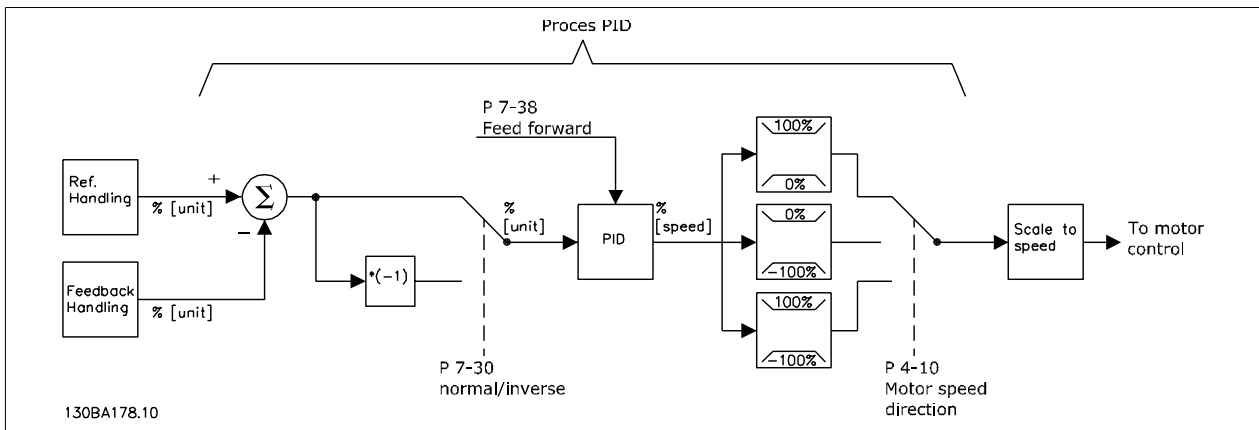 Proces PID
P 7-38
Feed forward
Ref.
Handling
+
% [unit]
Σ
−
Feedback
Handling
% [unit]
*(-1)
%
[unit]
PID
%
[speed]
100%
0%
0%
-100%
100%
-100%
Scale to
speed
To motor
control
P 7-30
normal/inverse
P 4-10
Motor speed
direction
130BA178.10